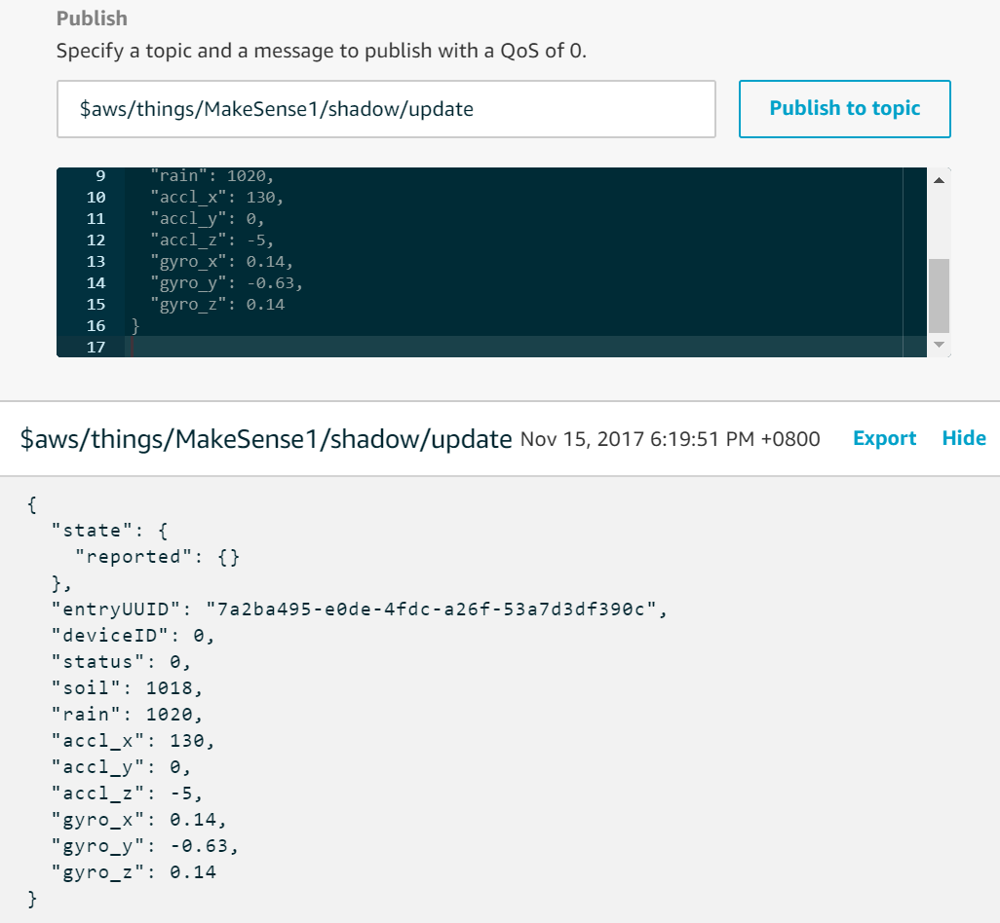 Publish
Specify a topic and a message to publish with a QoS of 0.
$aws/things/MakeSense1/shadow/update
Publish to topic
9 "rain": 1020,
10 "accl_x": 130,
11 "accl_y": 0,
12 "accl_z": -5,
13 "gyro_x": 0.14,
14 "gyro_y": -0.63,
15 "gyro_z": 0.14
16 }
17
$aws/things/MakeSense1/shadow/update Nov 15, 2017 6:19:51 PM +0800 Export Hide
{
"state": {
"reported": {}
},
"entryUUID": "7a2ba495-e0de-4fdc-a26f-53a7d3df390c",
"deviceID": 0,
"status": 0,
"soil": 1018,
"rain": 1020,
"accl_x": 130,
"accl_y": 0,
"accl_z": -5,
"gyro_x": 0.14,
"gyro_y": -0.63,
"gyro_z": 0.14
}